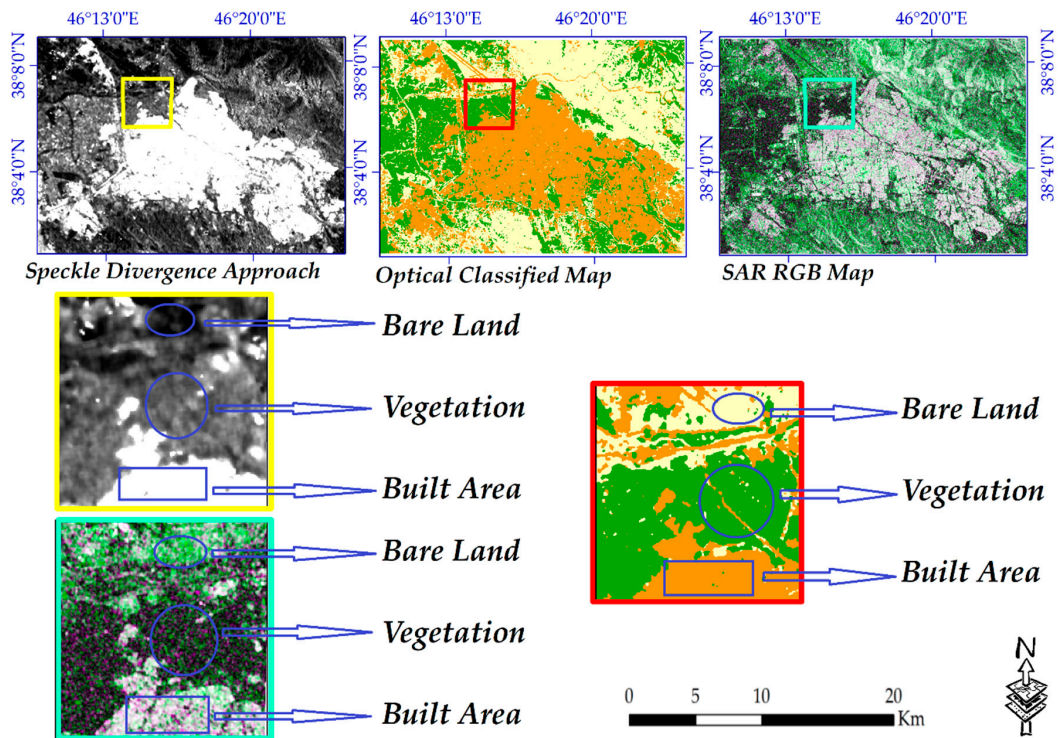 46°13'0"E 46°20'0"E 46°13'0"E 46°20'0"E 46°13'0"E 46°20'0"E
38°8'0"N 38°8'0"N 38°8'0"N
38°4'0"N 38°4'0"N 38°4'0"N
Speckle Divergence Approach
Optical Classified Map
SAR RGB Map
Bare Land
Vegetation
Built Area
Bare Land
Vegetation
Built Area
Bare Land
Vegetation
Built Area
N
0 5 10 20
Km